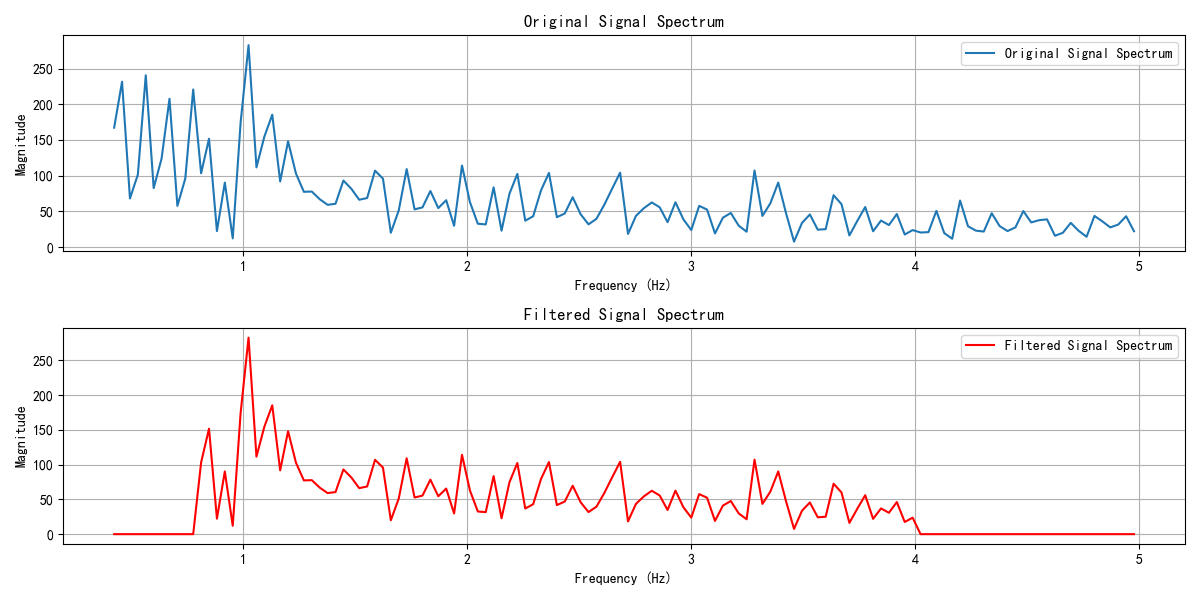 Original Signal Spectrum
Original Signal Spectrum
250
200
150
100
50
0
Magnitude
1 2 3 4 5
Frequency (Hz)
Filtered Signal Spectrum
Filtered Signal Spectrum
250
200
150
100
50
0
Magnitude
1 2 3 4 5
Frequency (Hz)